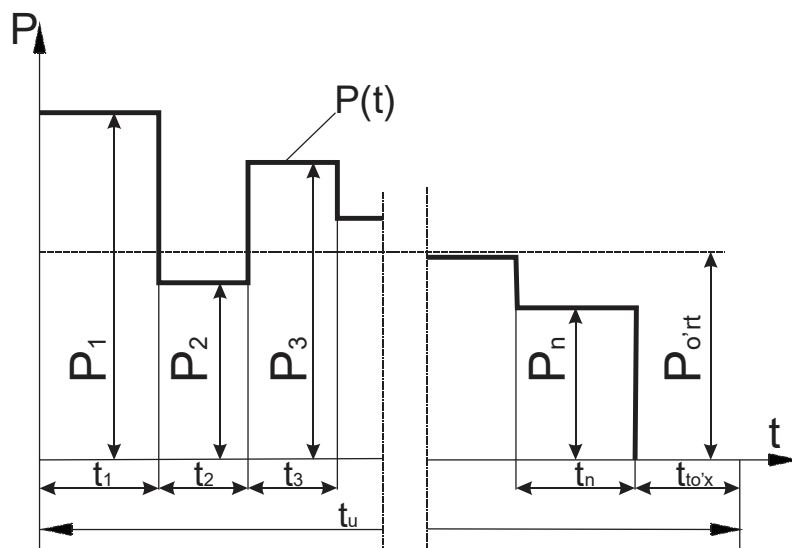 P
P(t)
P₁
P₂
P₃
Pₙ
Po'rt
t
t₁
t₂
t₃
tₙ
tto'x
tᵤ